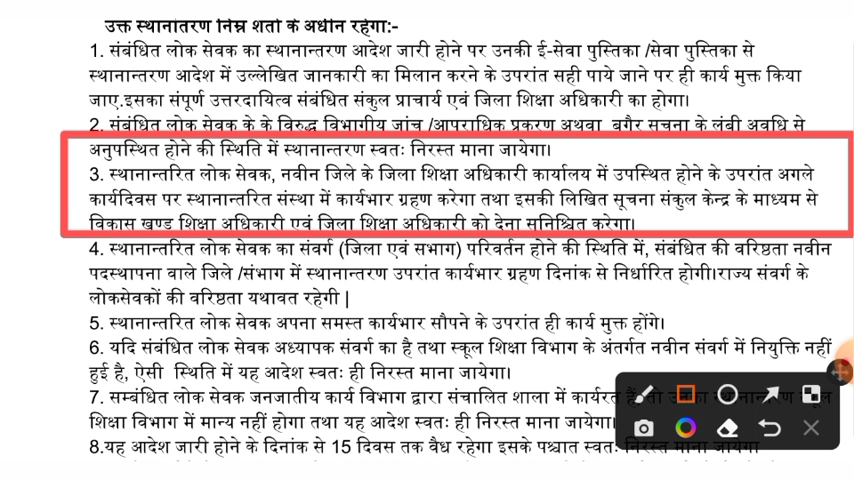 उक्त स्थानांतरण निम्न शर्तों के अधीन रहेगा:-
1. संबंधित लोक सेवक का स्थानान्तरण आदेश जारी होने पर उनकी ई-सेवा पुस्तिका /सेवा पुस्तिका से
स्थानान्तरण आदेश में उल्लेखित जानकारी का मिलान करने के उपरांत सही पाये जाने पर ही कार्य मुक्त किया
जाए.इसका संपूर्ण उत्तरदायित्व संबंधित संकुल प्राचार्य एवं जिला शिक्षा अधिकारी का होगा।
2. संबंधित लोक सेवक के के विरुद्ध विभागीय जांच /आपराधिक प्रकरण अथवा बगैर सूचना के लंबी अवधि से
अनुपस्थित होने की स्थिति में स्थानान्तरण स्वतः निरस्त माना जायेगा।
3. स्थानान्तरित लोक सेवक, नवीन जिले के जिला शिक्षा अधिकारी कार्यालय में उपस्थित होने के उपरांत अगले
कार्यदिवस पर स्थानान्तरित संस्था में कार्यभार ग्रहण करेगा तथा इसकी लिखित सूचना संकुल केन्द्र के माध्यम से
विकास खण्ड शिक्षा अधिकारी एवं जिला शिक्षा अधिकारी को देना सुनिश्चित करेगा।
4. स्थानान्तरित लोक सेवक का संवर्ग (जिला एवं सभाग) परिवर्तन होने की स्थिति में, संबंधित की वरिष्ठता नवीन
पदस्थापना वाले जिले /संभाग में स्थानान्तरण उपरांत कार्यभार ग्रहण दिनांक से निर्धारित होगी।राज्य संवर्ग के
लोकसेवकों की वरिष्ठता यथावत रहेगी |
5. स्थानान्तरित लोक सेवक अपना समस्त कार्यभार सौपने के उपरांत ही कार्य मुक्त होंगे।
6. यदि संबंधित लोक सेवक अध्यापक संवर्ग का है तथा स्कूल शिक्षा विभाग के अंतर्गत नवीन संवर्ग में नियुक्ति नहीं
हुई है, ऐसी स्थिति में यह आदेश स्वतः ही निरस्त माना जायेगा।
7. सम्बंधित लोक सेवक जनजातीय कार्य विभाग द्वारा संचालित शाला में कार्यरत हैं, तो उनका स्थानान्तरण स्कूल
शिक्षा विभाग में मान्य नहीं होगा तथा यह आदेश स्वतः ही निरस्त माना जायेगा।
8.यह आदेश जारी होने के दिनांक से 15 दिवस तक वैध रहेगा इसके पश्चात स्वतः निरस्त माना जायेगा